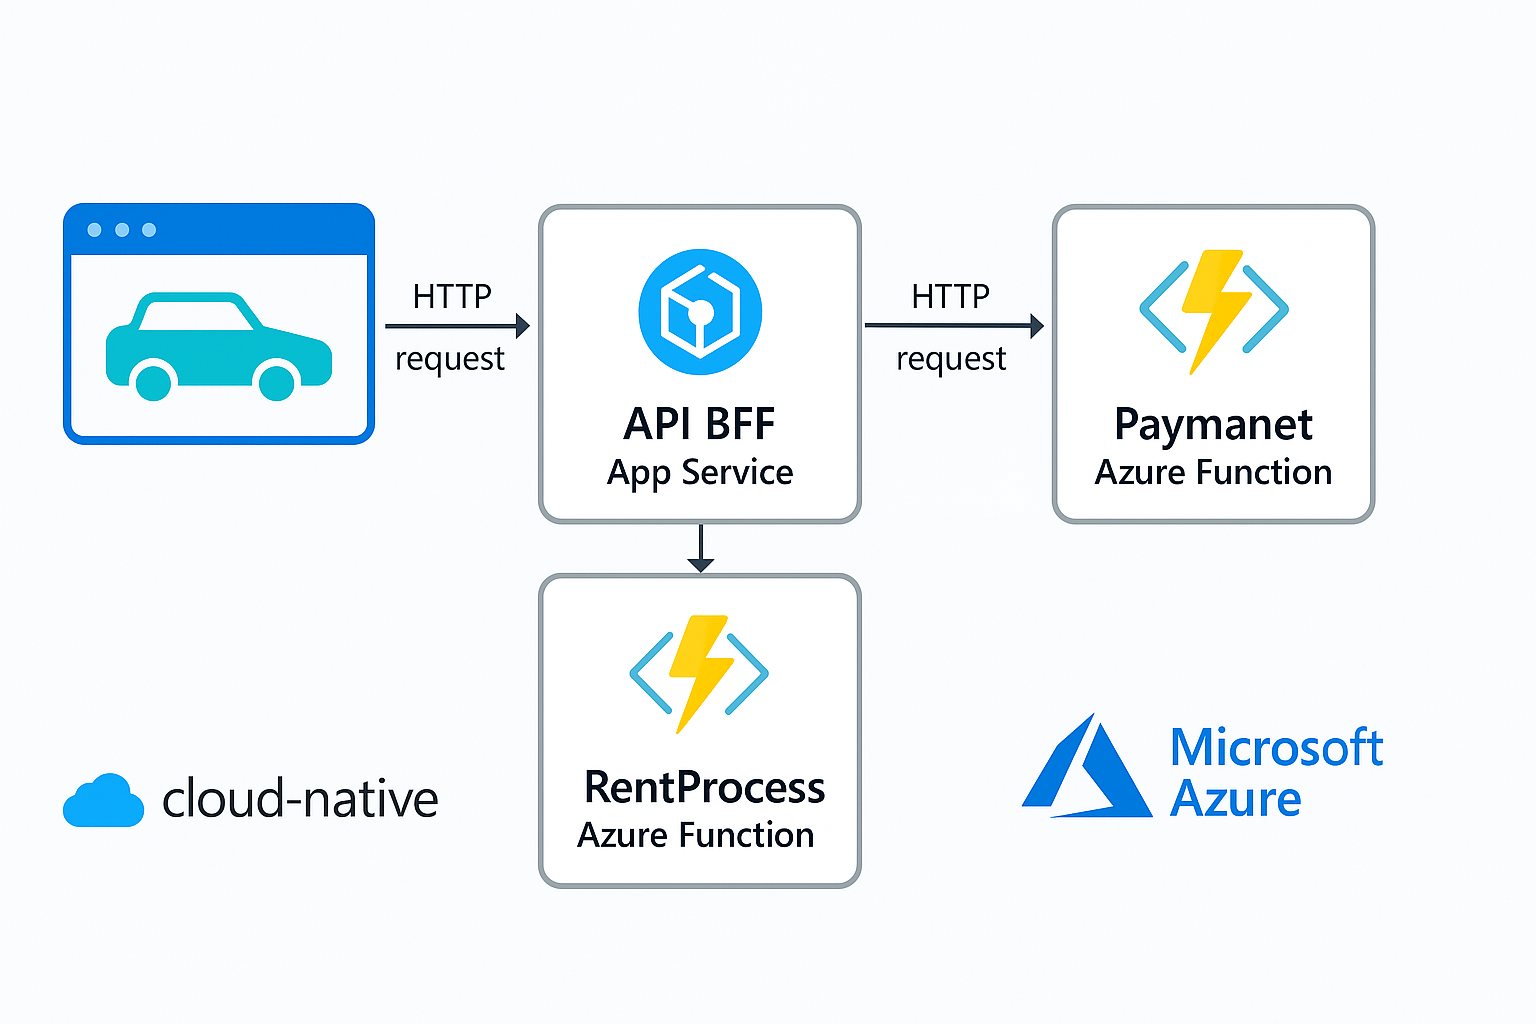 HTTP
request
API BFF
App Service
HTTP
request
Paymanet
Azure Function
RentProcess
Azure Function
cloud-native
Microsoft
Azure